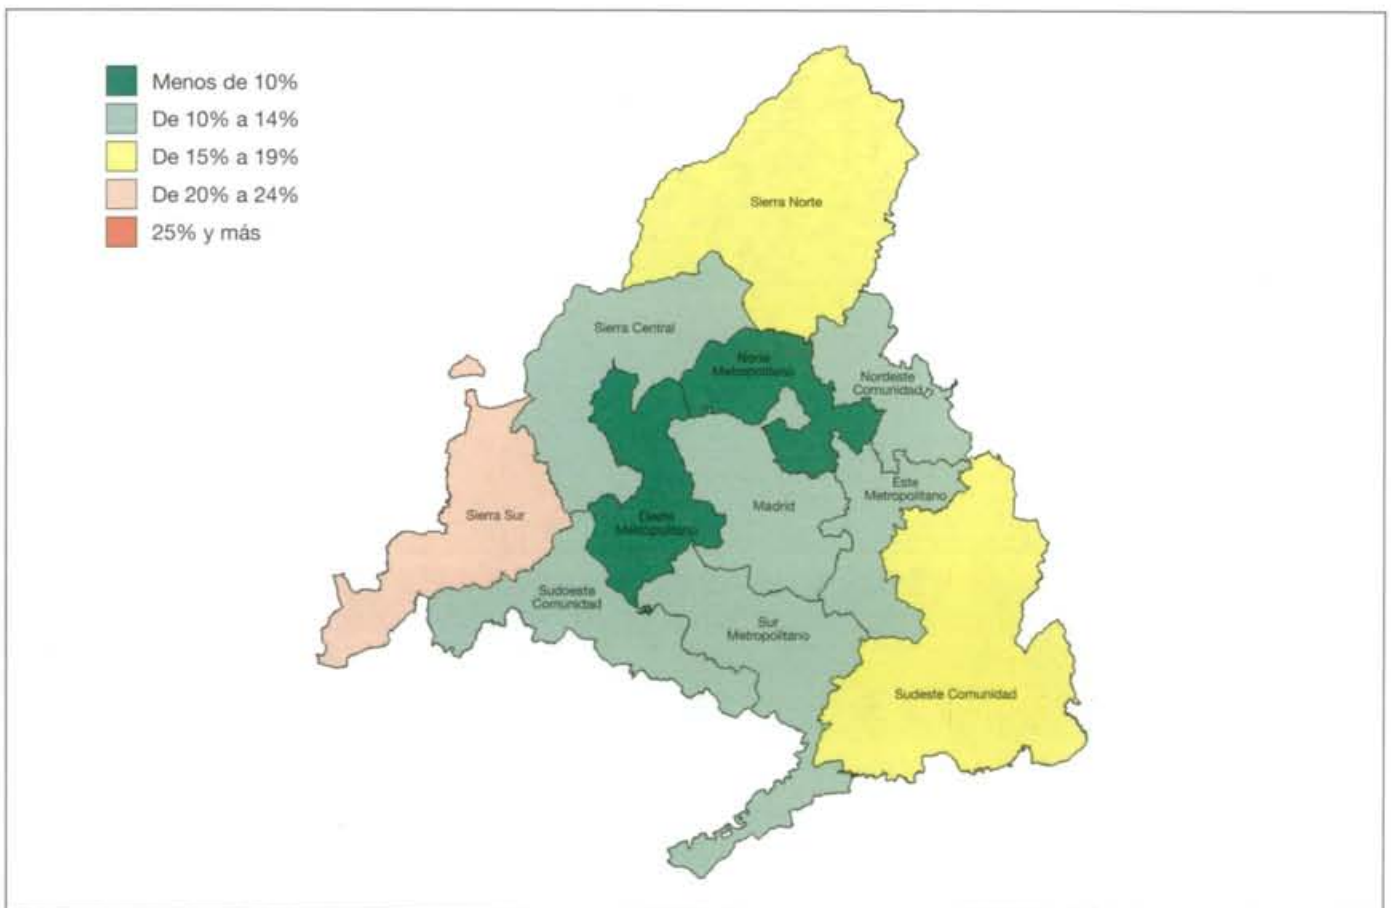 Menos de 10%
De 10% a 14%
De 15% a 19%
De 20% a 24%
25% y más
Sierra Norte
Sierra Central
Norte
Metropolitano
Nordeste
Comunidad
Este
Metropolitano
Madrid
Sierra Sur
Oeste
Metropolitano
Sudoeste
Comunidad
Sur
Metropolitano
Sudeste Comunidad